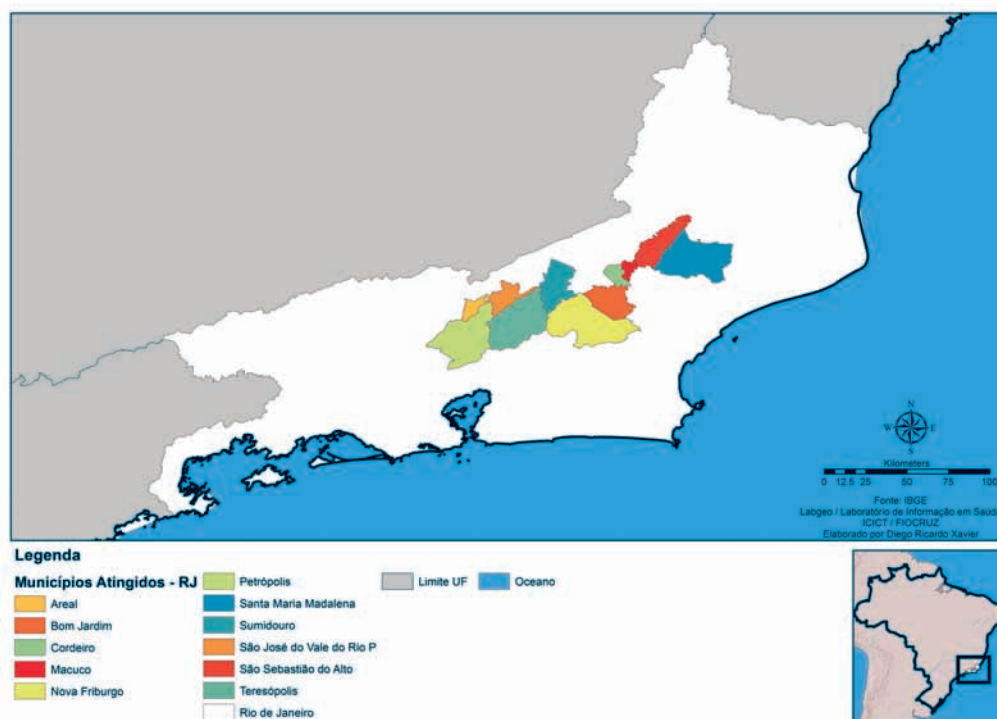 N
W E
S
Kilometers
0 12.5 25 50 75 100
Fonte: IBGE
Labgeo / Laboratório de Informação em Saúde
ICICT / FIOCRUZ
Elaborado por Diego Ricardo Xavier
Legenda
Municípios Atingidos - RJ
Areal
Bom Jardim
Cordeiro
Macuco
Nova Friburgo
Petrópolis
Santa Maria Madalena
Sumidouro
São José do Vale do Rio P
São Sebastião do Alto
Teresópolis
Rio de Janeiro
Limite UF
Oceano